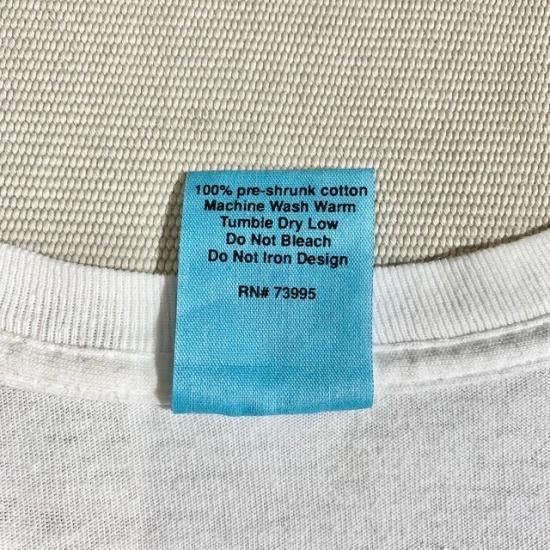 100% pre-shrunk cotton
Machine Wash Warm
Tumble Dry Low
Do Not Bleach
Do Not Iron Design
RN# 73995